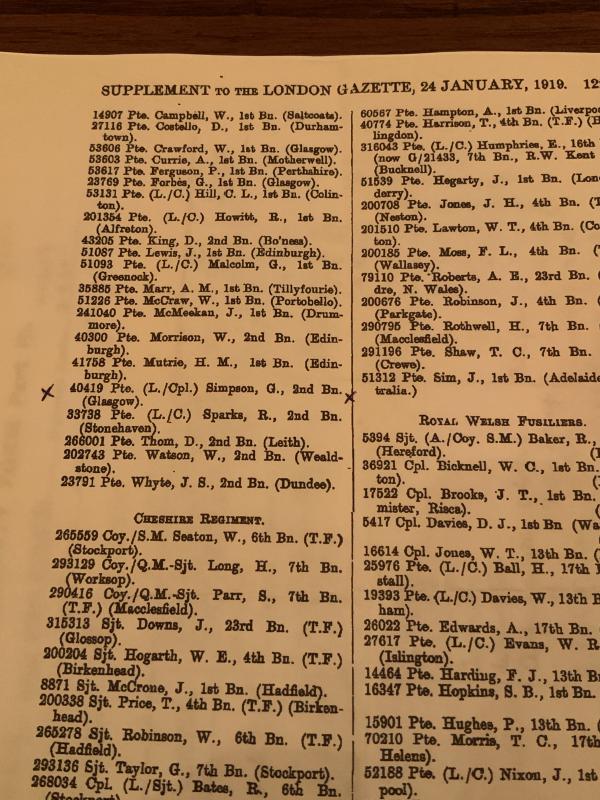 SUPPLEMENT TO THE LONDON GAZETTE, 24 JANUARY, 1919.
14907 Pte. Campbell, W., 1st Bn. (Saltcoats).
27116 Pte. Costello, D., 1st Bn. (Durham-
town).
53606 Pte. Crawford, W., 1st Bn. (Glasgow).
53603 Pte. Currie, A., 1st Bn. (Motherwell).
53617 Pte. Ferguson, P., 1st Bn. (Perthshire).
23769 Pte. Forbes, G., 1st Bn. (Glasgow).
53131 Pte. (L./C.) Hill, C. L., 1st Bn. (Colin-
ton).
201354 Pte. (L./C.) Howitt, R., 1st Bn.
(Alfreton).
43205 Pte. King, D., 2nd Bn. (Bo'ness).
51087 Pte. Lewis, J., 1st Bn. (Edinburgh).
51093 Pte. (L./C.) Malcolm, G., 1st Bn.
(Greenock).
35885 Pte. Marr, A. M., 1st Bn. (Tillyfourie).
51226 Pte. McCraw, W., 1st Bn. (Portobello).
241040 Pte. McMeekan, J., 1st Bn. (Drum-
more).
40300 Pte. Morrison, W., 2nd Bn. (Edin-
burgh).
41758 Pte. Mutrie, H. M., 1st Bn. (Edin-
burgh).
40419 Pte. (L./Cpl.) Simpson, G., 2nd Bn.
(Glasgow).
33738 Pte. (L./C.) Sparks, R., 2nd Bn.
(Stonehaven).
266001 Pte. Thom, D., 2nd Bn. (Leith).
202743 Pte. Watson, W., 2nd Bn. (Weald-
stone).
23791 Pte. Whyte, J. S., 2nd Bn. (Dundee).
CHESHIRE REGIMENT.
265559 Coy./S.M. Seaton, W., 6th Bn. (T.F.)
(Stockport).
293129 Coy./Q.M.-Sjt. Long, H., 7th Bn.
(Worksop).
290416 Coy./Q.M.-Sjt. Parr, S., 7th Bn.
(T.F.) (Macclesfield).
315313 Sjt. Downs, J., 23rd Bn. (T.F.)
(Glossop).
200204 Sjt. Hogarth, W. E., 4th Bn. (T.F.)
(Birkenhead).
8871 Sjt. McCrone, J., 1st Bn. (Hadfield).
200338 Sjt. Price, T., 4th Bn. (T.F.) (Birken-
head).
265278 Sjt. Robinson, W., 6th Bn. (T.F.)
(Hadfield).
293136 Sjt. Taylor, G., 7th Bn. (Stockport).
268034 Cpl. (L./Sjt.) Bates, R., 6th Bn.
(Stockport).
60567 Pte. Hampton, A., 1st Bn.
40774 Pte. Harrison, T., 4th Bn. (T.F.)
lingdon).
316043 Pte. (L./C.) Humphries, E., 16th
(now G/21433, 7th Bn., R.W. Kent
(Bucknell).
51539 Pte. Hegarty, J., 1st Bn.
derry).
200708 Pte. Jones, J. H., 4th Bn.
(Neston).
201510 Pte. Lawton, W. T., 4th Bn.
ton).
200185 Pte. Moss, F. L., 4th Bn.
(Wallasey).
79110 Pte. Roberts, A. E., 23rd Bn.
dre, N. Wales).
200676 Pte. Robinson, J., 4th Bn.
(Parkgate).
290795 Pte. Rothwell, H., 7th Bn.
(Macclesfield).
291196 Pte. Shaw, T. C., 7th Bn.
(Crewe).
51312 Pte. Sim, J., 1st Bn. (Adelaide
tralia.)
ROYAL WELSH FUSILIERS.
5394 Sjt. (A./Coy. S.M.) Baker, R.,
(Hereford).
36921 Cpl. Bicknell, W. C., 1st Bn.
ton).
17522 Cpl. Brooks, J. T., 1st Bn.
mister, Risca).
5417 Cpl. Davies, D. J., 1st Bn
16614 Cpl. Jones, W. T., 13th Bn.
25976 Pte. (L./C.) Ball, H., 17th
stall).
19393 Pte. (L./C.) Davies, W., 13th
ham).
26022 Pte. Edwards, A., 17th Bn.
27617 Pte. (L./C.) Evans, W. R.
(Islington).
14464 Pte. Harding, F. J., 13th
16347 Pte. Hopkins, S. B., 1st Bn.
15901 Pte. Hughes, P., 13th Bn.
70210 Pte. Morris, T. C., 17th
Helens).
52188 Pte. (L./C.) Nixon, J., 1st
pool).